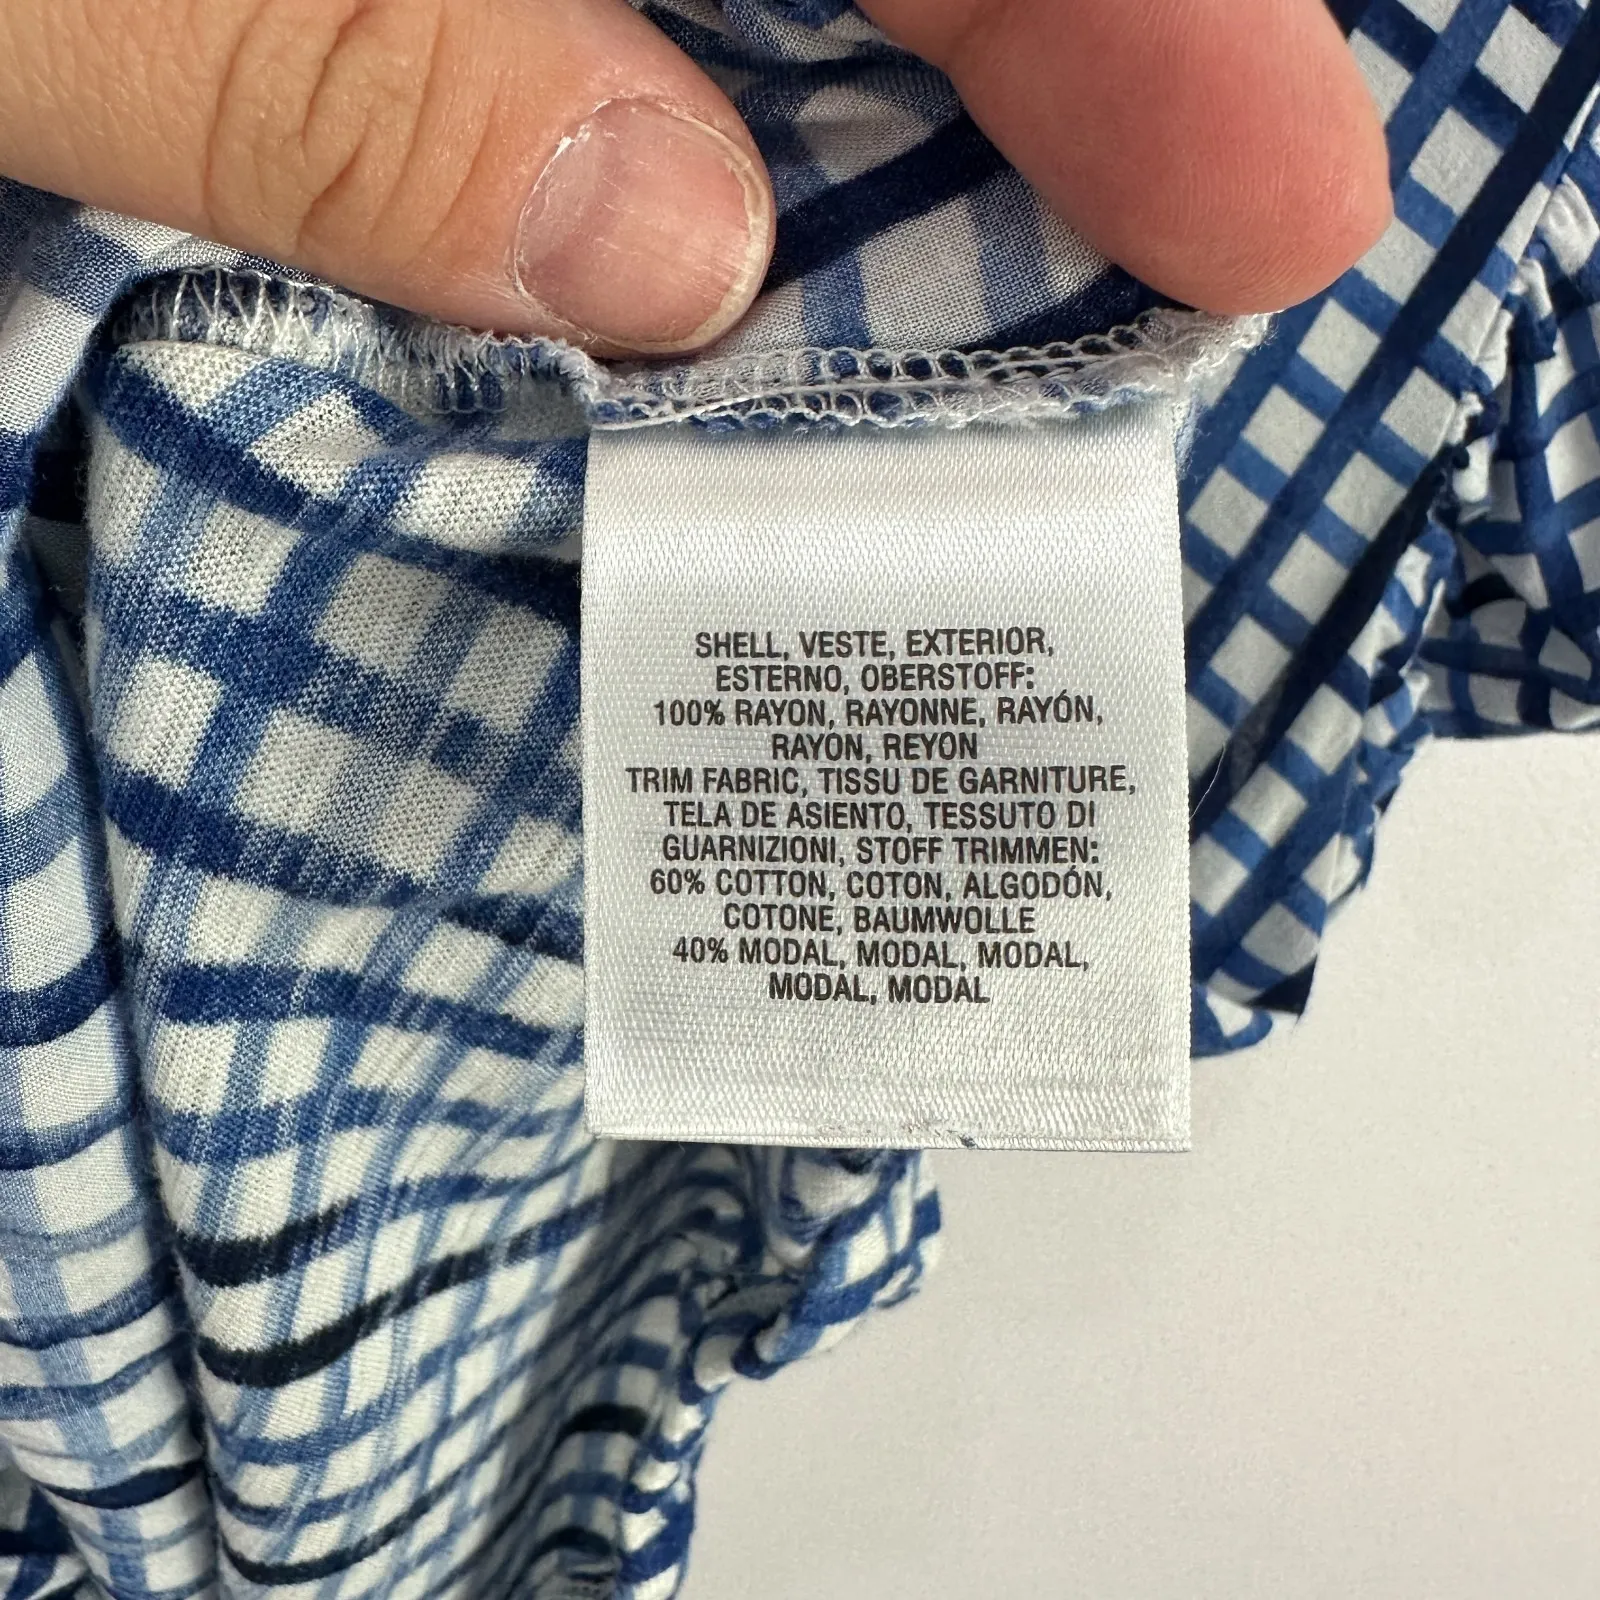 SHELL, VESTE, EXTERIOR,
ESTERNO, OBERSTOFF:
100% RAYON, RAYONNE, RAYÓN,
RAYON, REYON
TRIM FABRIC, TISSU DE GARNITURE,
TELA DE ASIENTO, TESSUTO DI
GUARNIZIONI, STOFF TRIMMEN:
60% COTTON, COTON, ALGODÓN,
COTONE, BAUMWOLLE
40% MODAL, MODAL, MODAL,
MODAL, MODAL